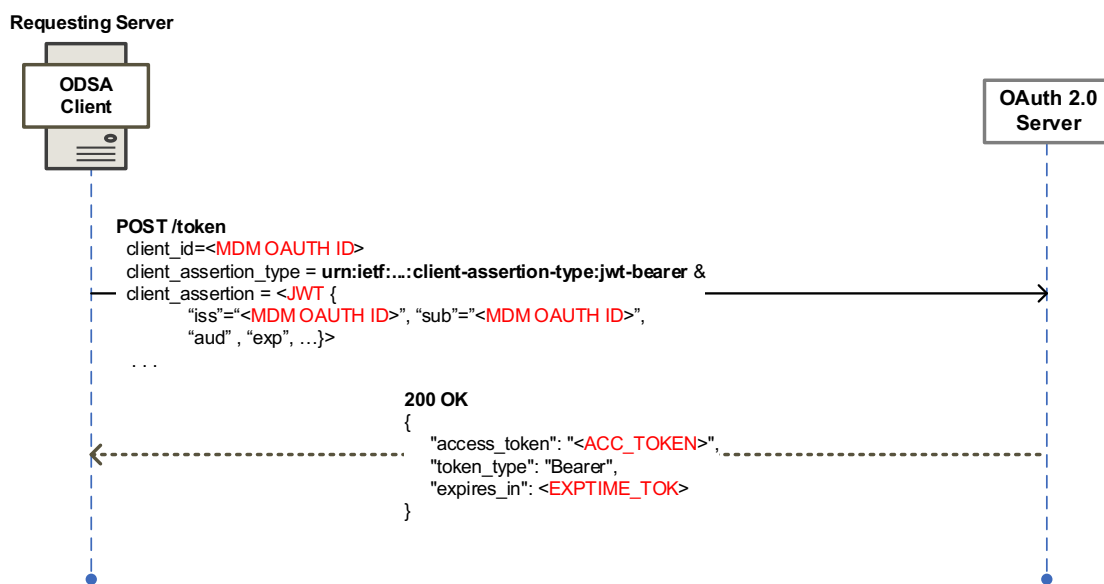 Requesting Server
ODSA
Client
OAuth 2.0
Server
POST /token
client_id=<MDM OAUTH ID>
client_assertion_type = urn:ietf:...:client-assertion-type:jwt-bearer &
client_assertion = <JWT {
“iss”=“<MDM OAUTH ID>”, “sub”=”<MDM OAUTH ID>”,
“aud” , “exp”, …}>
. . .
200 OK
{
"access_token": "<ACC_TOKEN>",
"token_type": "Bearer",
"expires_in": <EXPTIME_TOK>
}